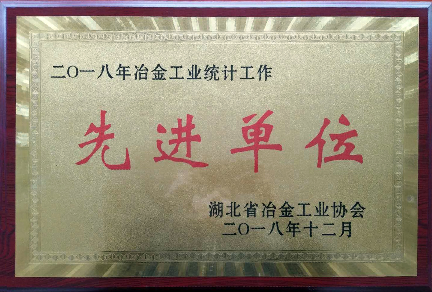 二〇一八年冶金工业统计工作
先进单位
湖北省冶金工业协会
二〇一八年十二月